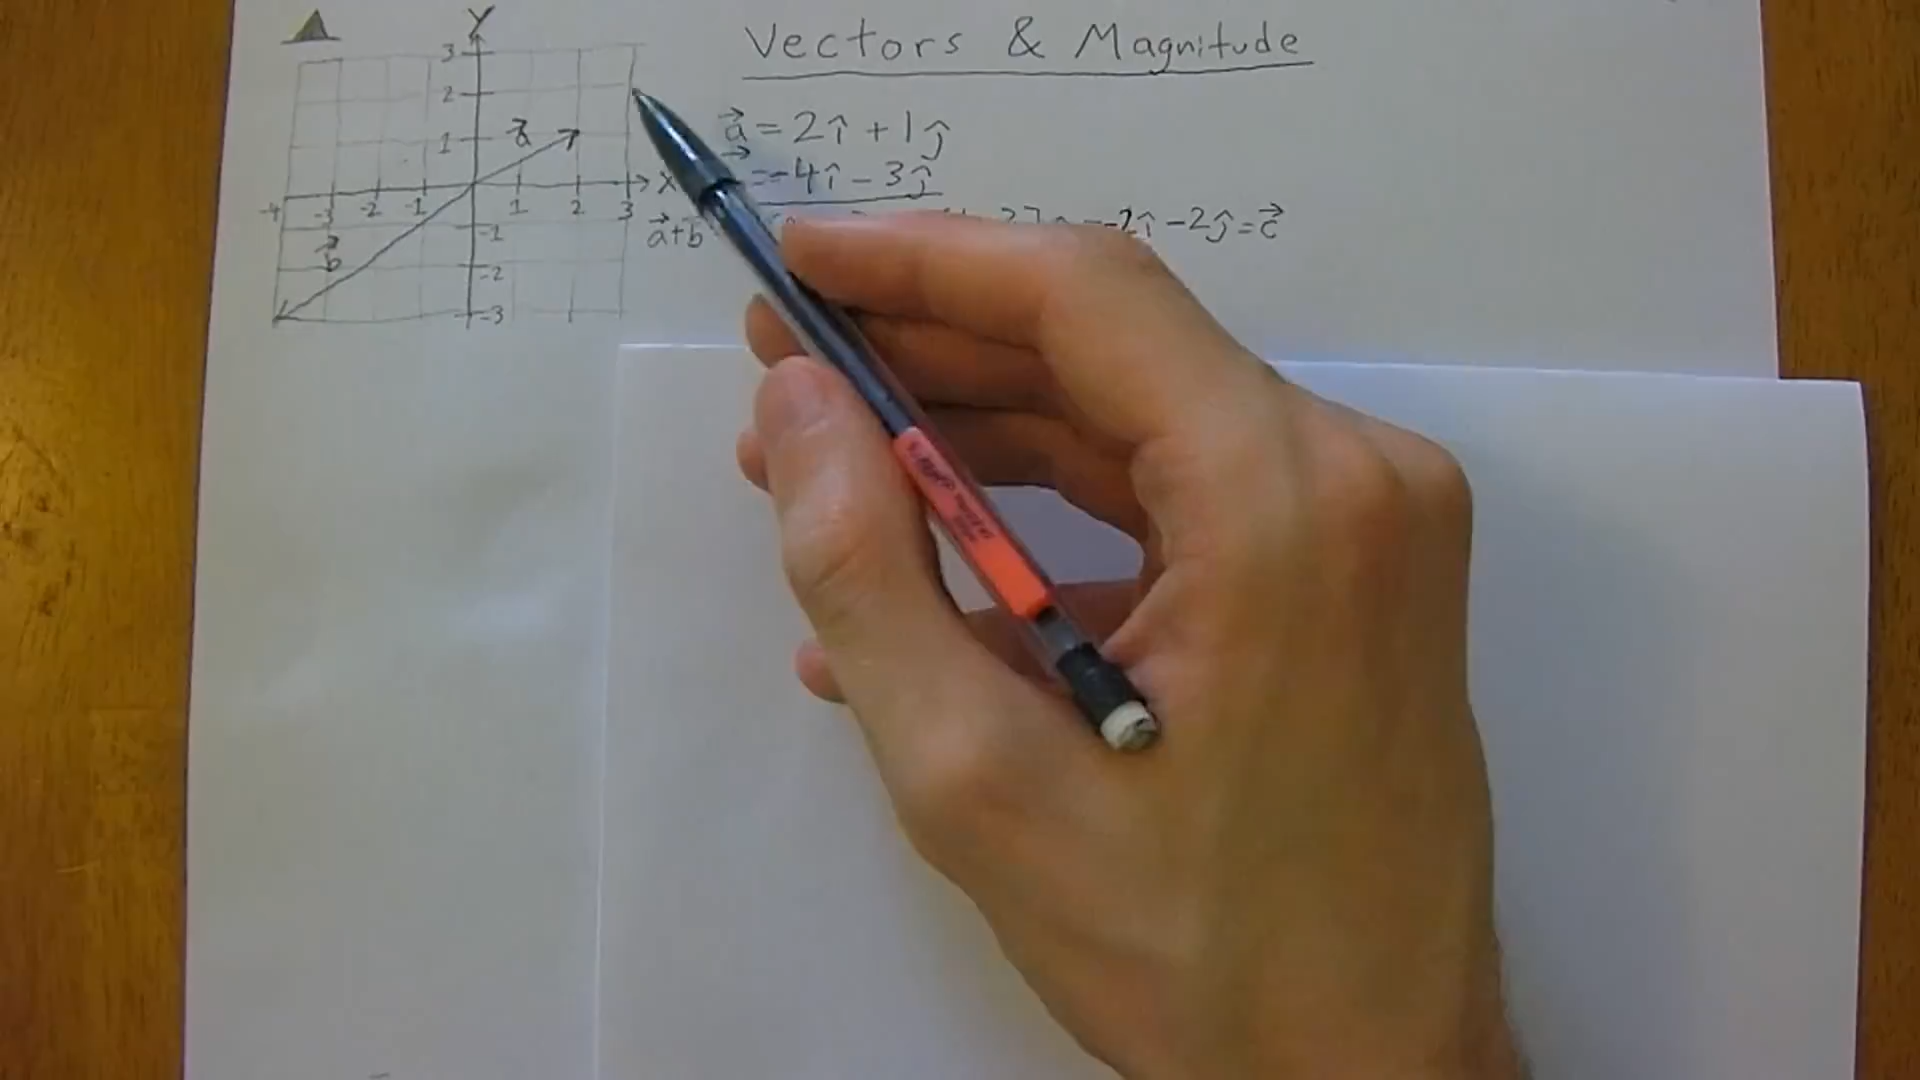 Vectors & Magnitude
Y
3
2
1
a⃗
x
-4 -3 -2 -1 1 2 3
-1
b⃗
-2
-3
a⃗ = 2î + 1ĵ
= -4î - 3ĵ
a⃗+b⃗ -2î -2ĵ = c⃗